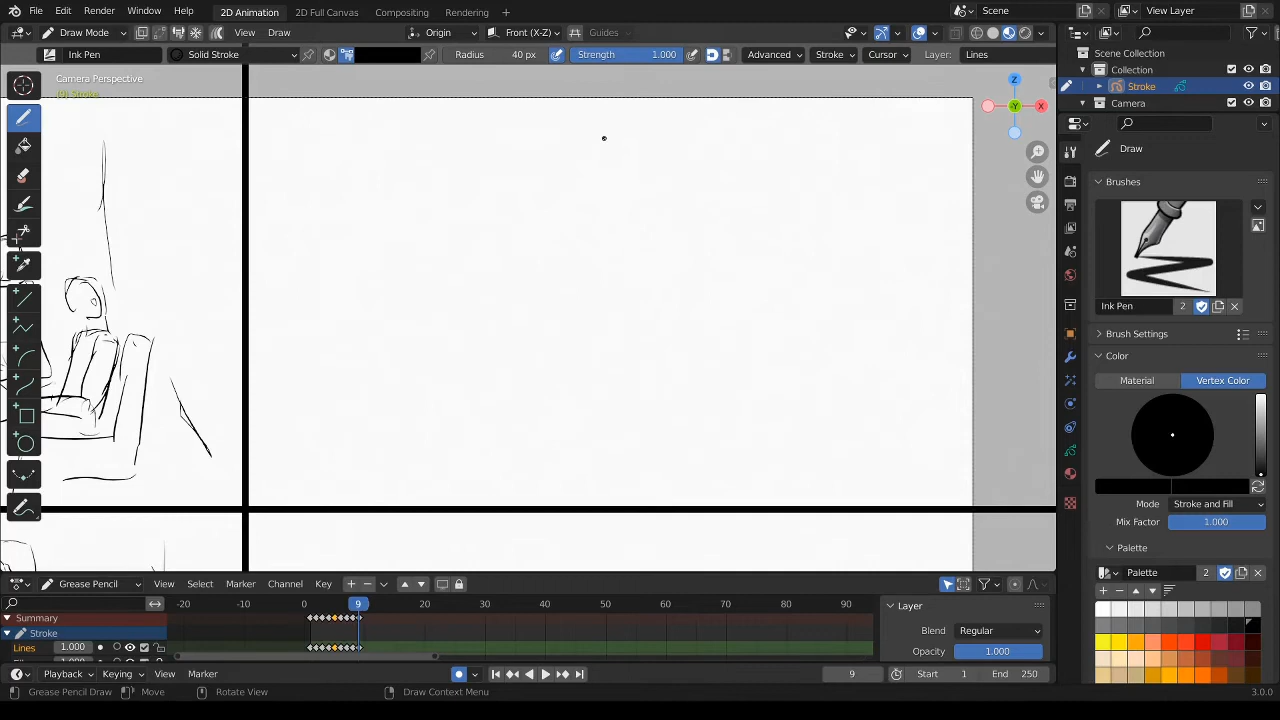 File Edit Render Window Help 2D Animation 2D Full Canvas Compositing Rendering + Scene View Layer
Draw Mode View Draw Origin Front (X-Z) Guides
Ink Pen Solid Stroke Radius 40 px Strength 1.000 Advanced Stroke Cursor Layer: Lines
Camera Perspective
(9) Stroke
Z
X
Y
Scene Collection
Collection
Stroke
Camera
Draw
Brushes
Ink Pen 2
Brush Settings
Color
Material Vertex Color
Mode Stroke and Fill
Mix Factor 1.000
Palette
Palette 2
Grease Pencil View Select Marker Channel Key
-20 -10 0 9 20 30 40 50 60 70 80 90
Summary
Stroke
Lines 1.000
Layer
Blend Regular
Opacity 1.000
Playback Keying View Marker 9 Start 1 End 250
Grease Pencil Draw Move Rotate View Draw Context Menu 3.0.0